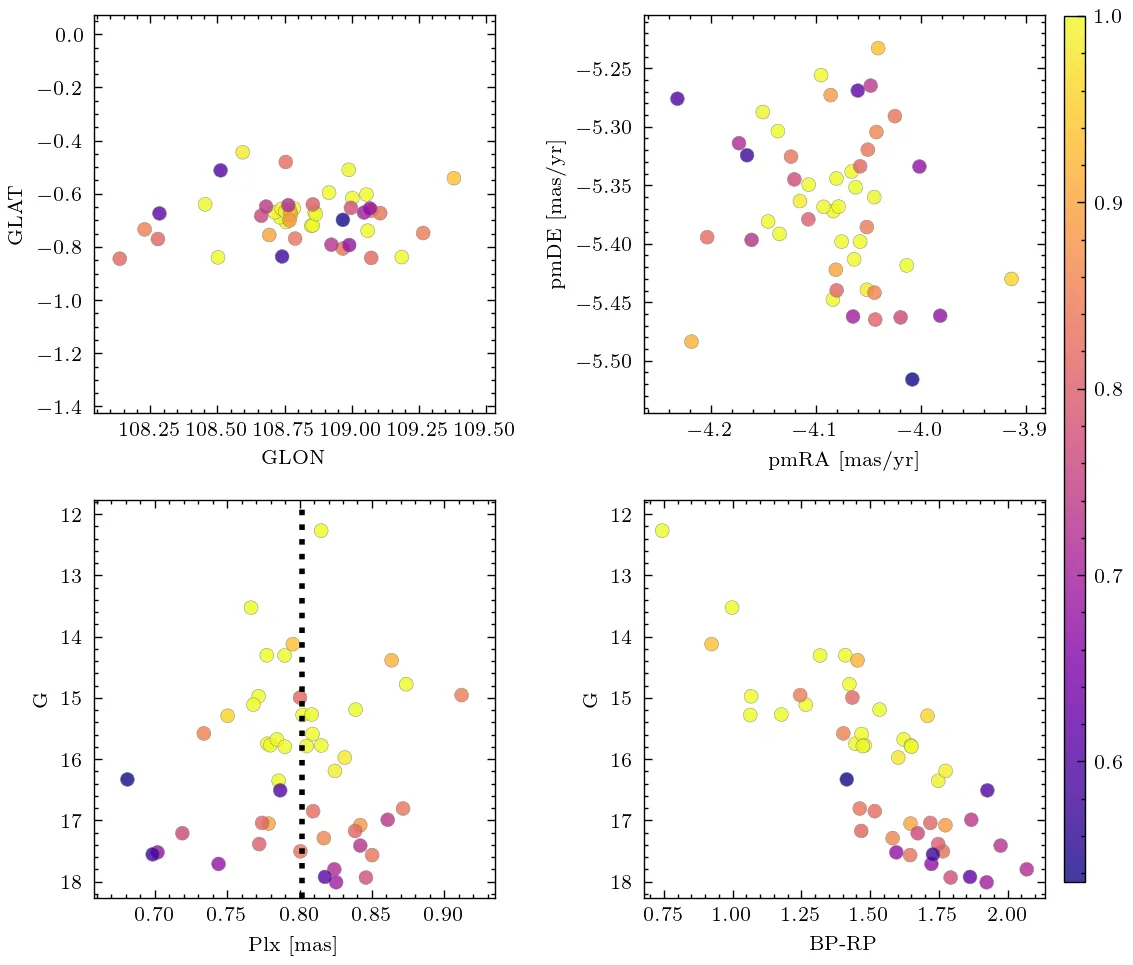 0.0
−0.2
−0.4
−0.6
−0.8
−1.0
−1.2
−1.4
GLAT
108.25 108.50 108.75 109.00 109.25 109.50
GLON
−5.25
−5.30
−5.35
−5.40
−5.45
−5.50
pmDE [mas/yr]
−4.2 −4.1 −4.0 −3.9
pmRA [mas/yr]
1.0
0.9
0.8
0.7
0.6
12
13
14
15
16
17
18
G
0.70 0.75 0.80 0.85 0.90
Plx [mas]
12
13
14
15
16
17
18
G
0.75 1.00 1.25 1.50 1.75 2.00
BP-RP